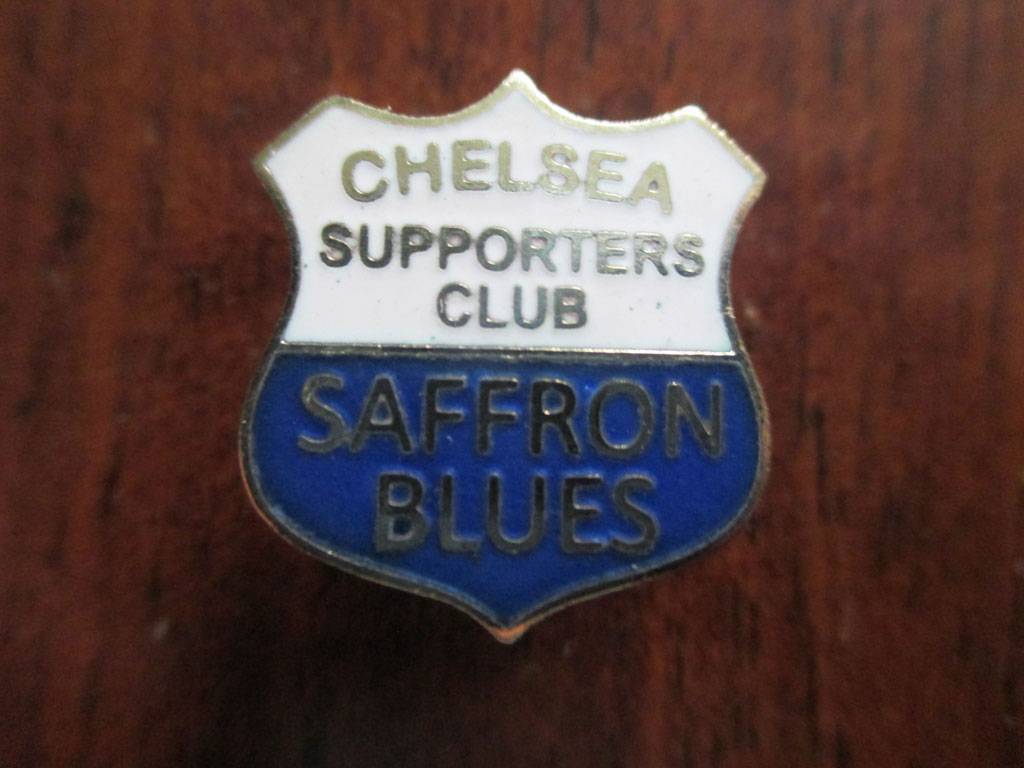 CHELSEA
SUPPORTERS
CLUB
SAFFRON
BLUES